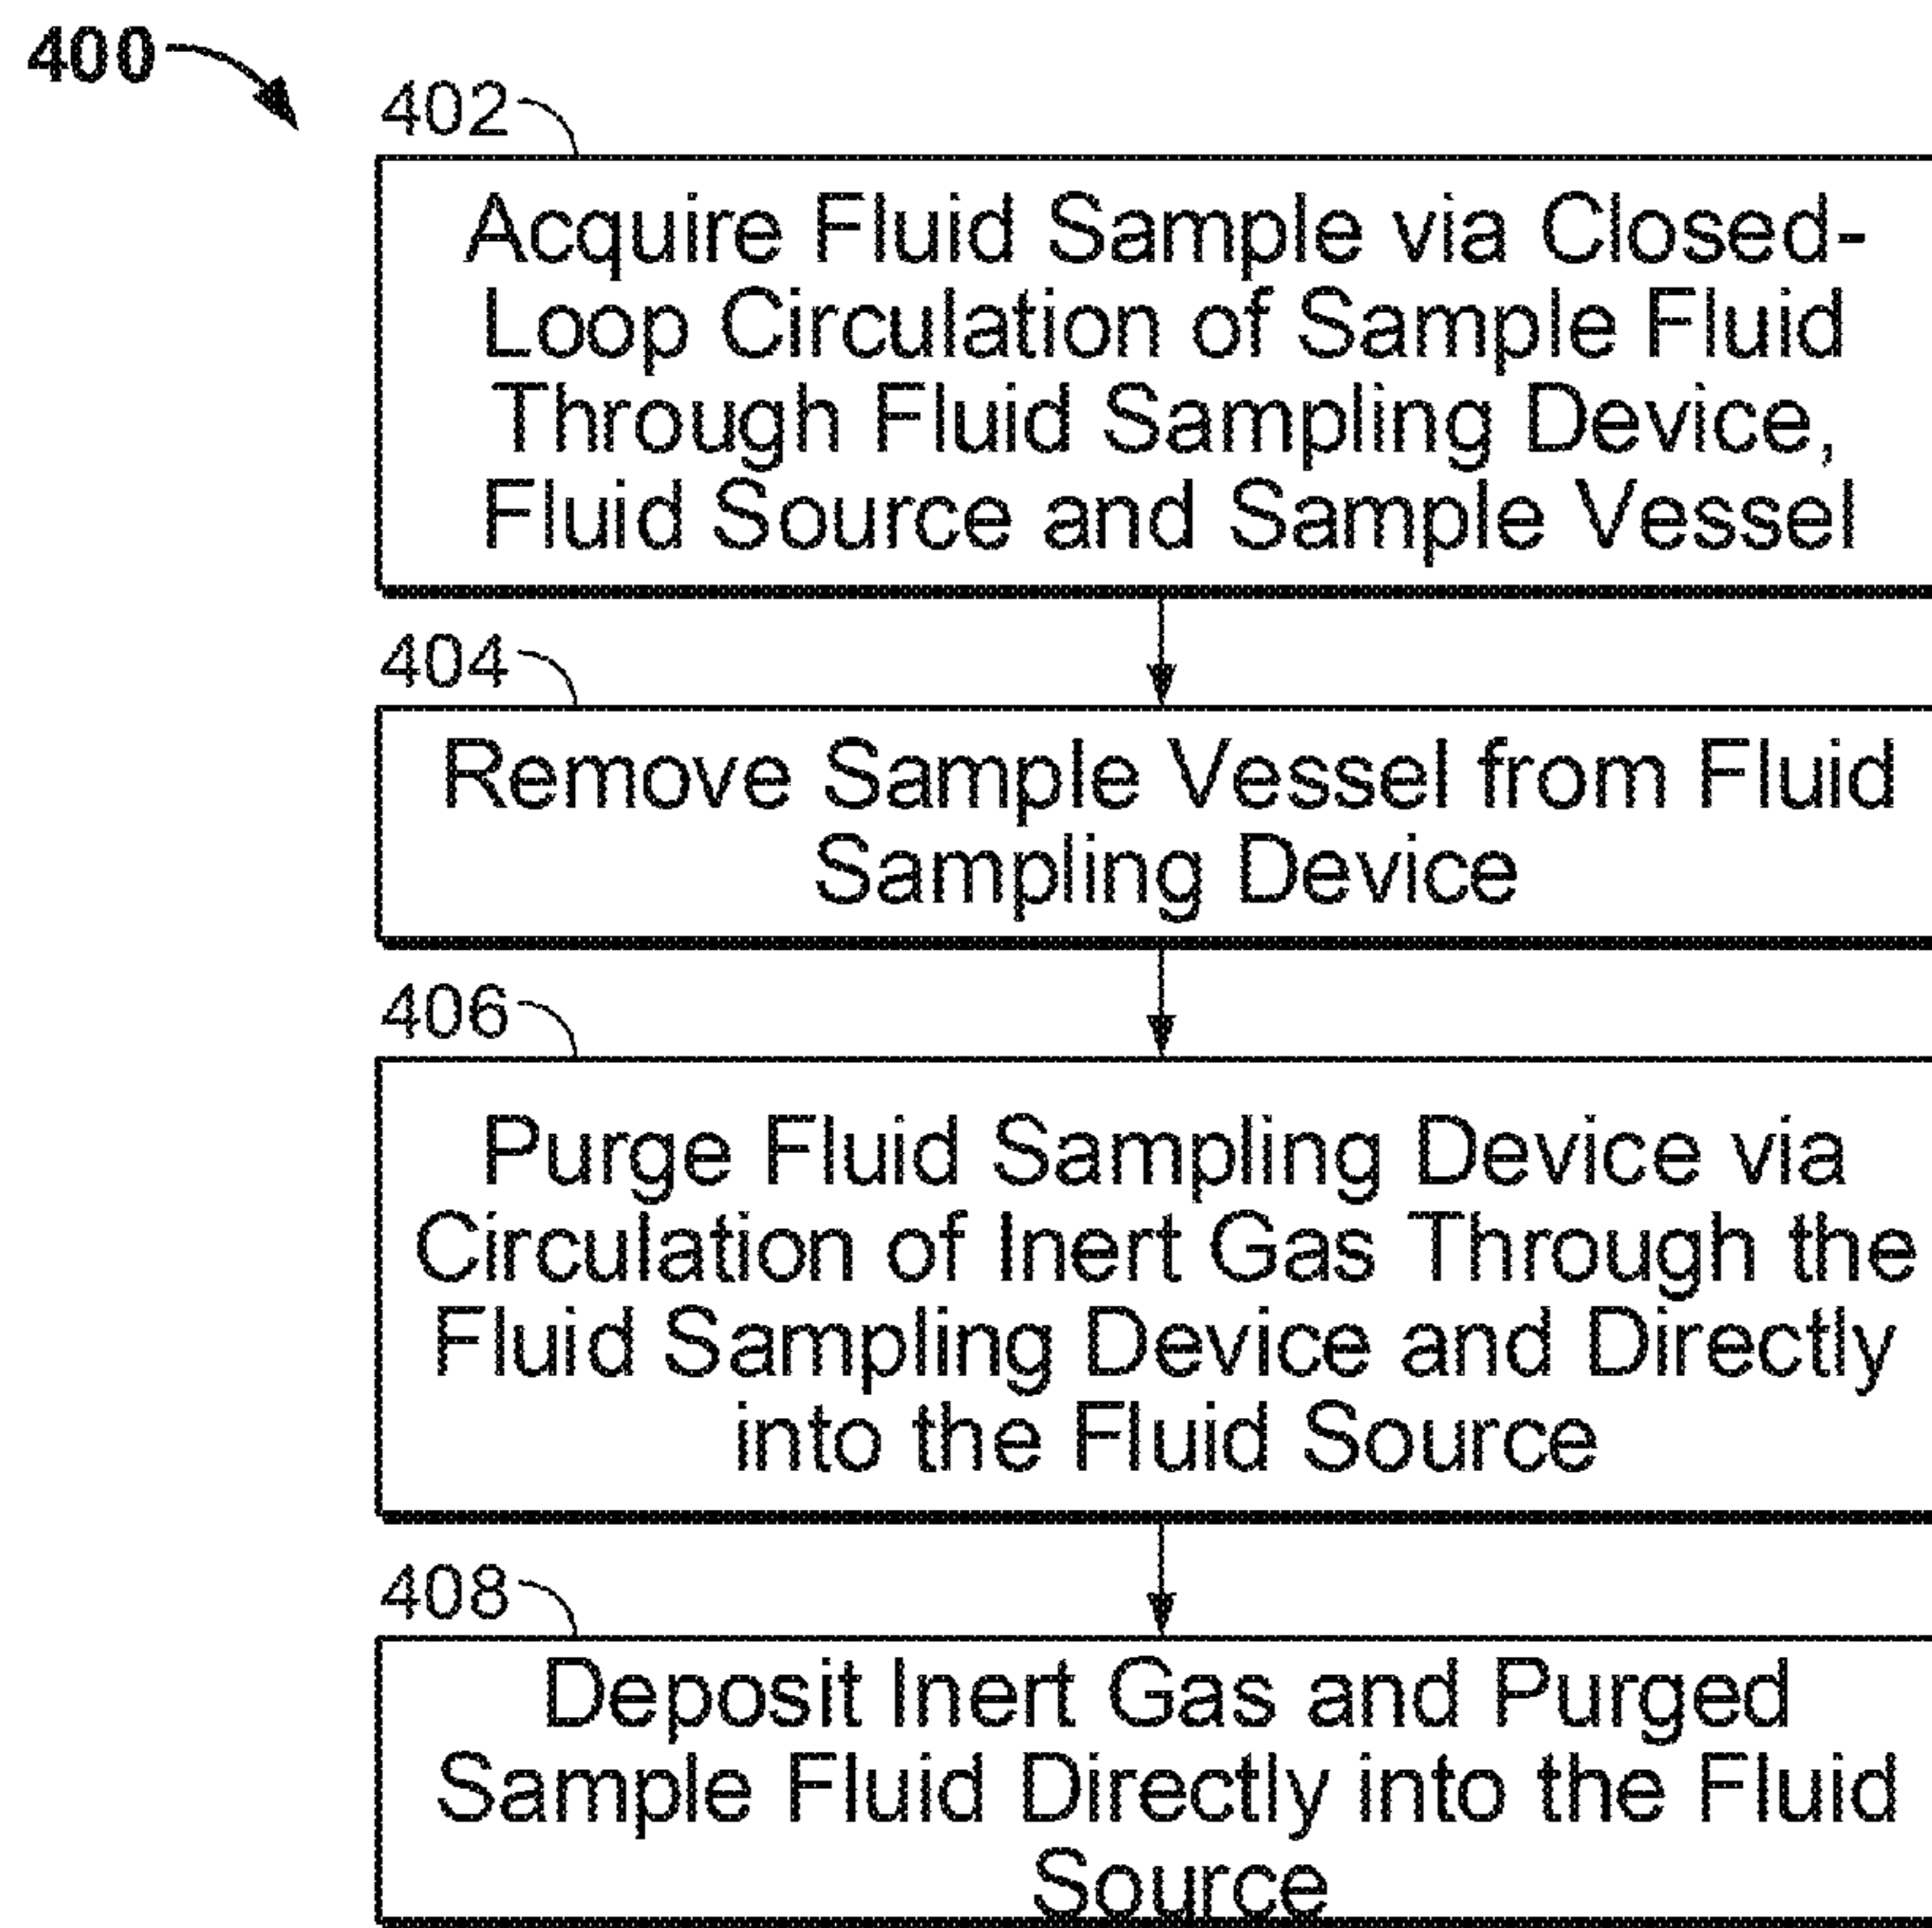 400
402
Acquire Fluid Sample via Closed-
Loop Circulation of Sample Fluid
Through Fluid Sampling Device,
Fluid Source and Sample Vessel
404
Remove Sample Vessel from Fluid
Sampling Device
406
Purge Fluid Sampling Device via
Circulation of Inert Gas Through the
Fluid Sampling Device and Directly
into the Fluid Source
408
Deposit Inert Gas and Purged
Sample Fluid Directly into the Fluid
Source